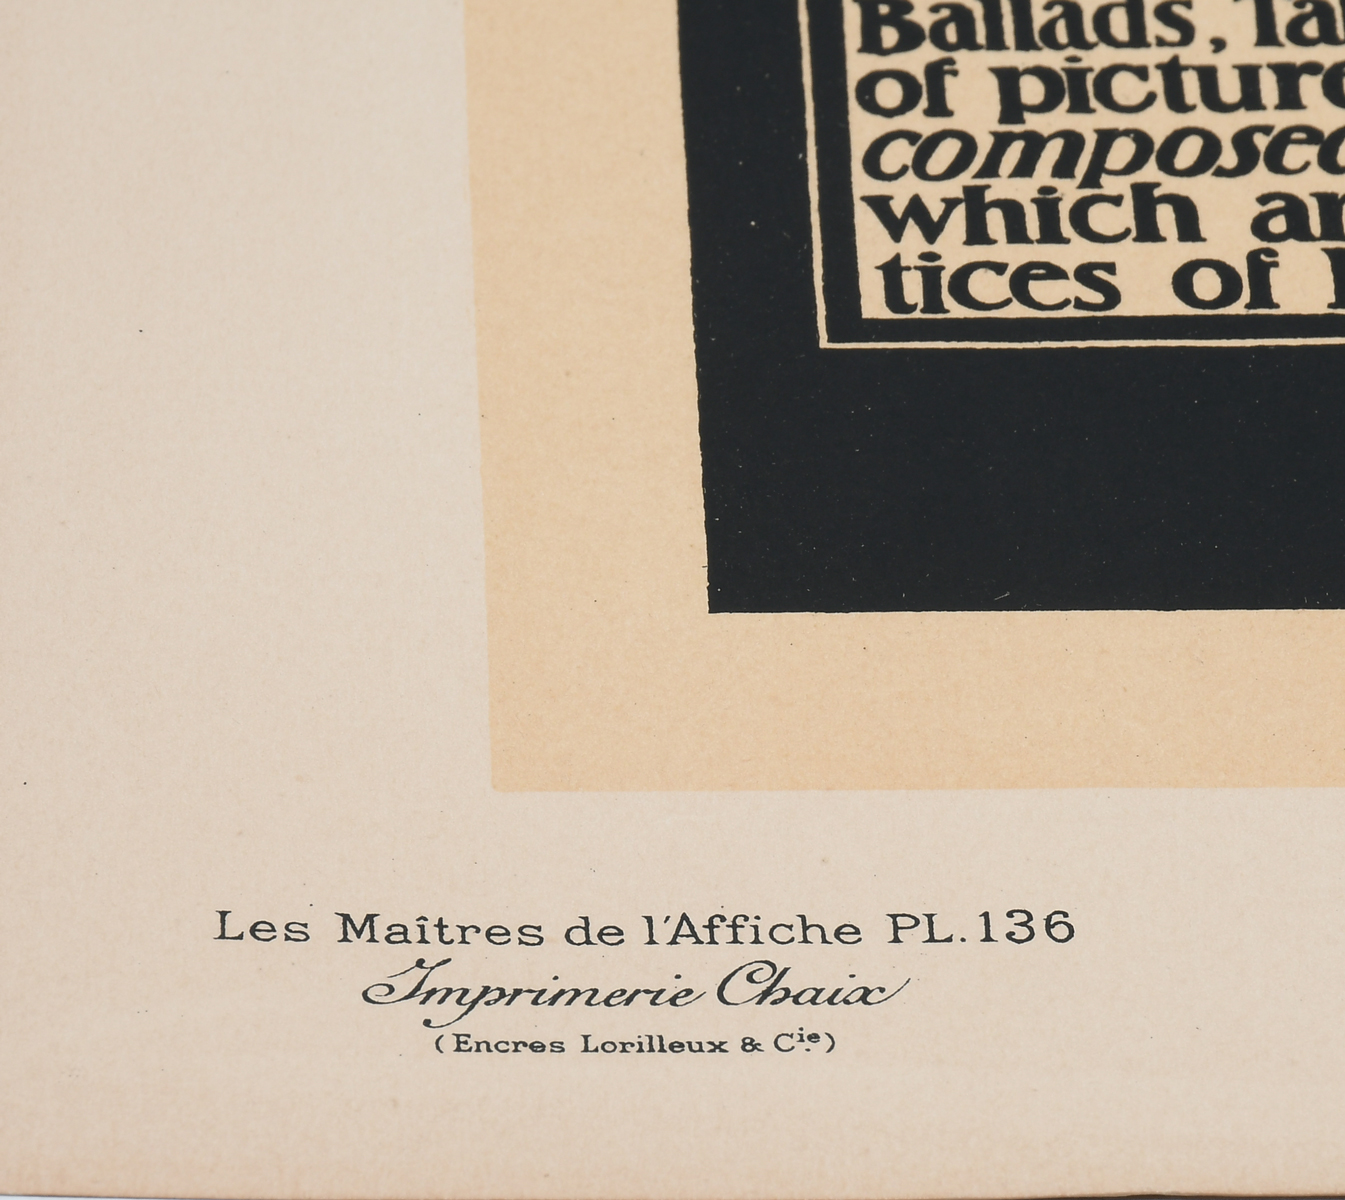 Ballads, Ta
of picture
composed
which ar
tices of
Les Maîtres de l'Affiche PL. 136
Imprimerie Chaix
(Encres Lorilleux & Cie)